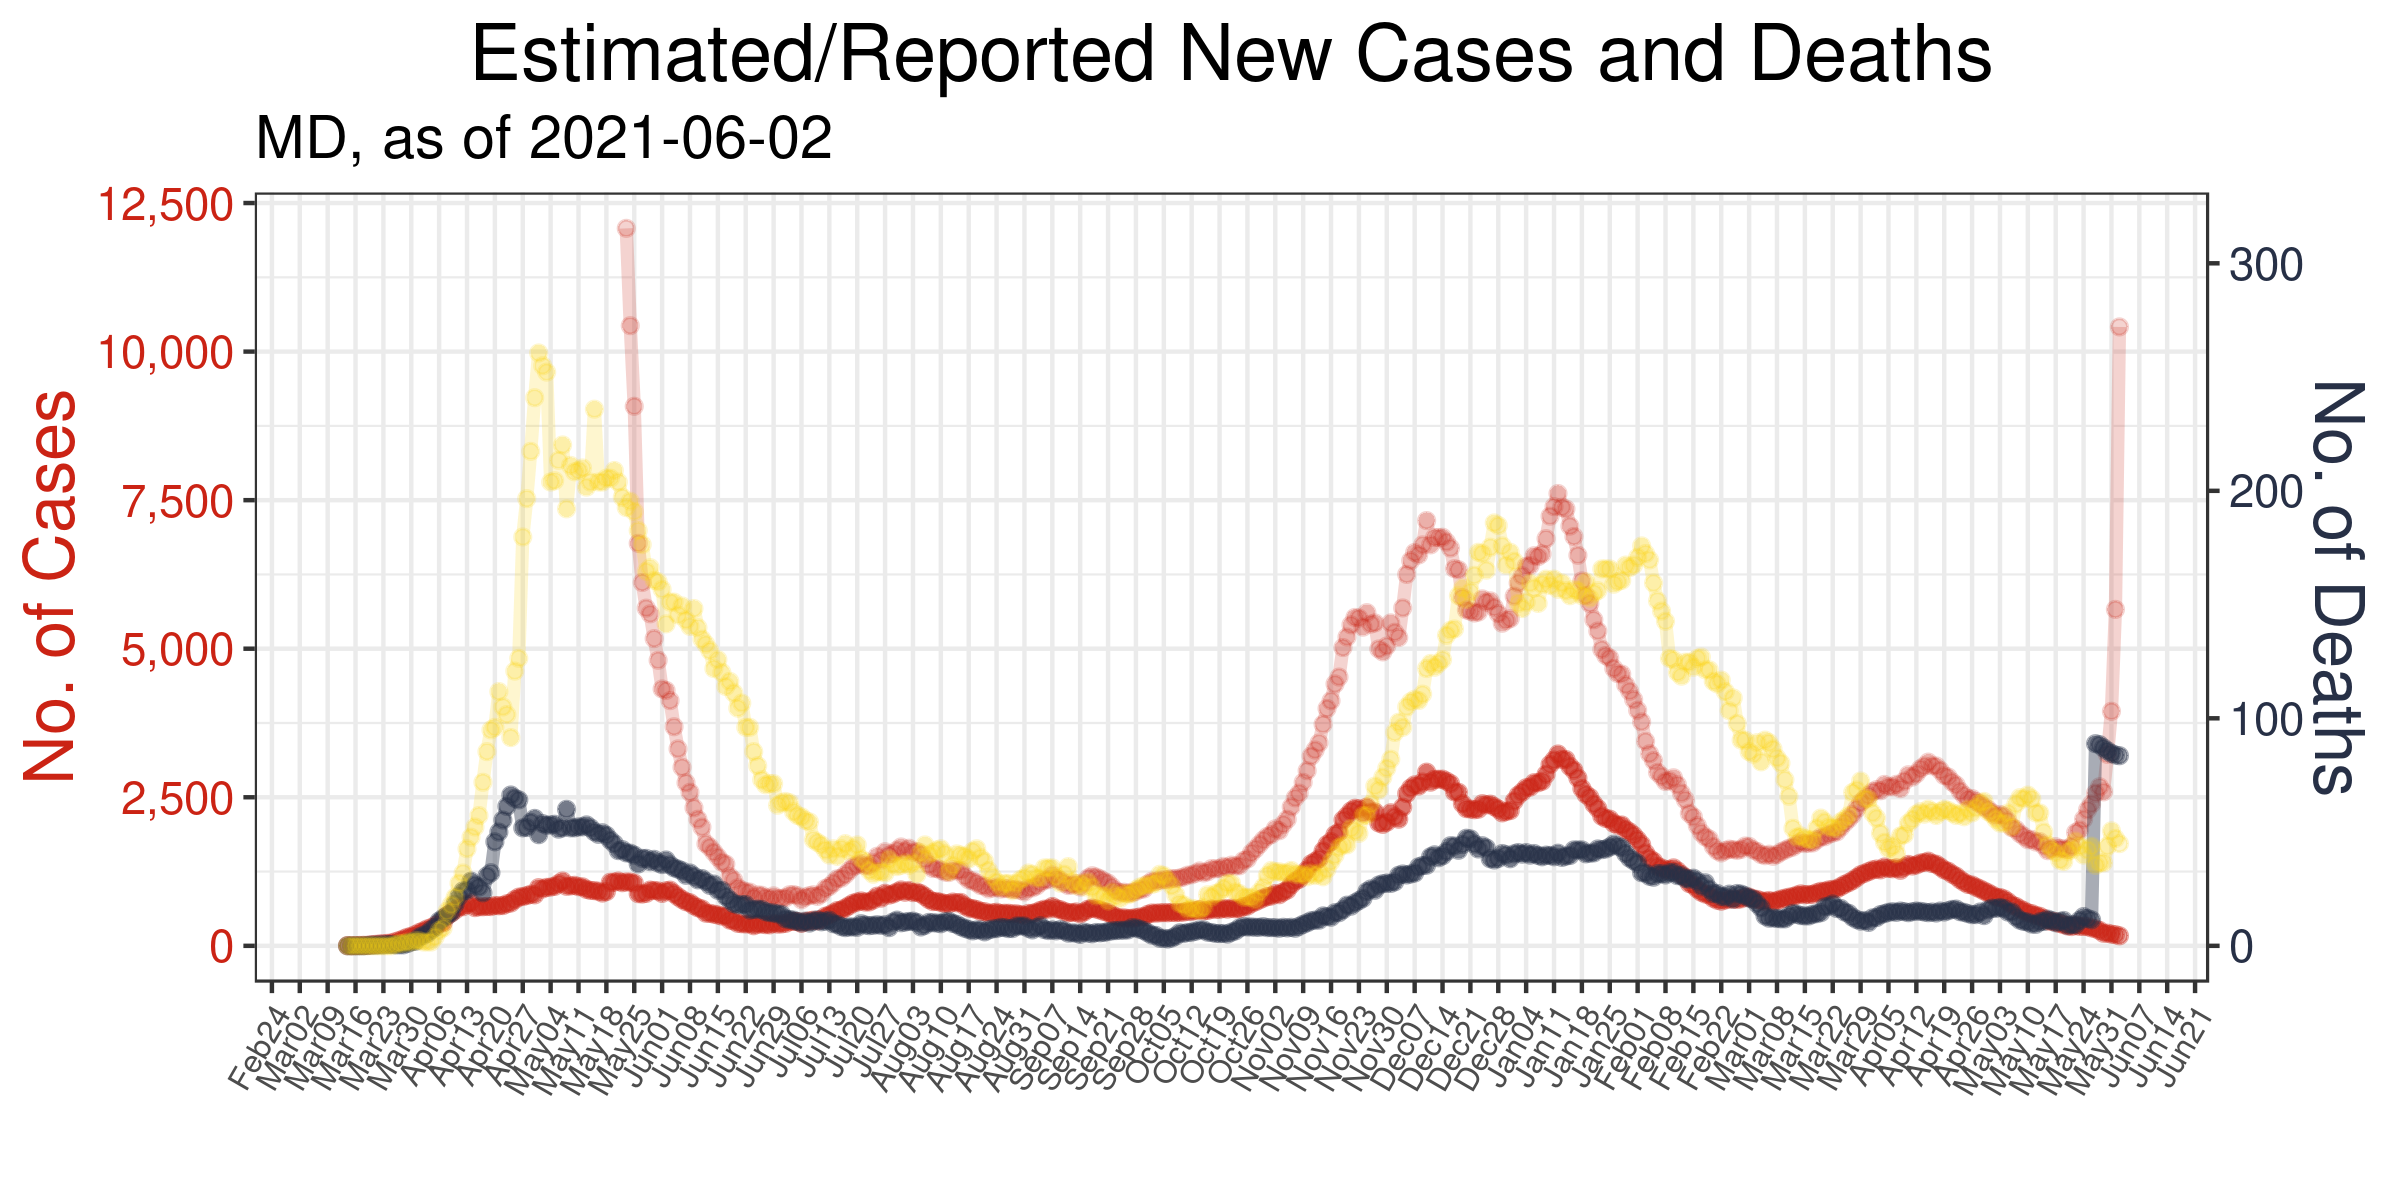 Estimated/Reported New Cases and Deaths
MD, as of 2021-06-02
No. of Cases
12,500
10,000
7,500
5,000
2,500
0
No. of Deaths
300
200
100
0
Feb24
Mar02
Mar09
Mar16
Mar23
Mar30
Apr06
Apr13
Apr20
Apr27
May04
May11
May18
May25
Jun01
Jun08
Jun15
Jun22
Jun29
Jul06
Jul13
Jul20
Jul27
Aug03
Aug10
Aug17
Aug24
Aug31
Sep07
Sep14
Sep21
Sep28
Oct05
Oct12
Oct19
Oct26
Nov02
Nov09
Nov16
Nov23
Nov30
Dec07
Dec14
Dec21
Dec28
Jan04
Jan11
Jan18
Jan25
Feb01
Feb08
Feb15
Feb22
Mar01
Mar08
Mar15
Mar22
Mar29
Apr05
Apr12
Apr19
Apr26
May03
May10
May17
May24
May31
Jun07
Jun14
Jun21